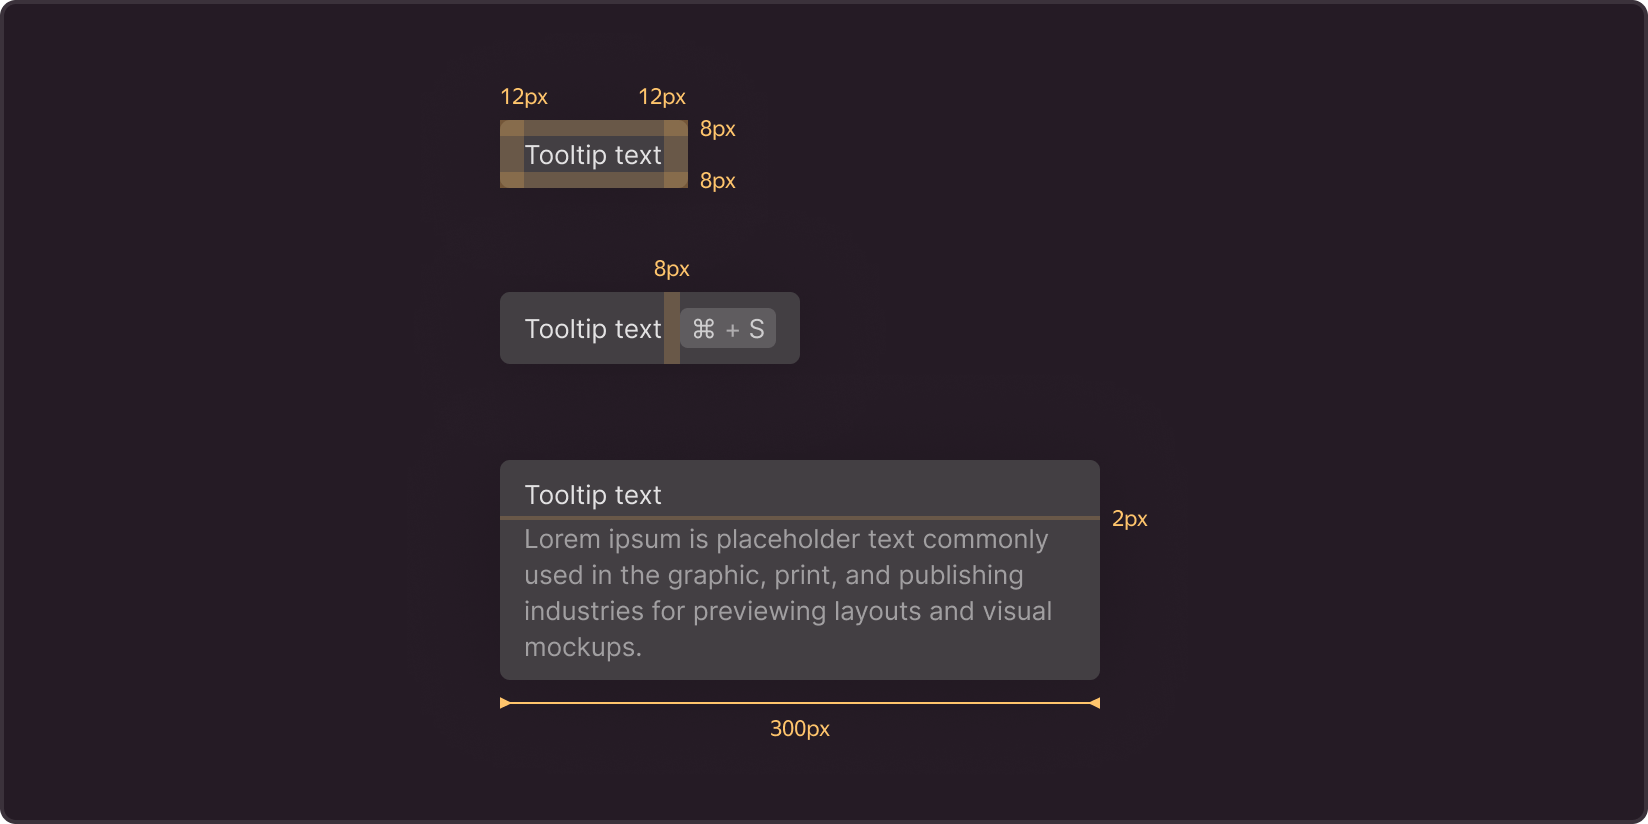 12px 12px
8px
Tooltip text
8px
8px
Tooltip text ⌘ + S
Tooltip text
2px
Lorem ipsum is placeholder text commonly
used in the graphic, print, and publishing
industries for previewing layouts and visual
mockups.
300px